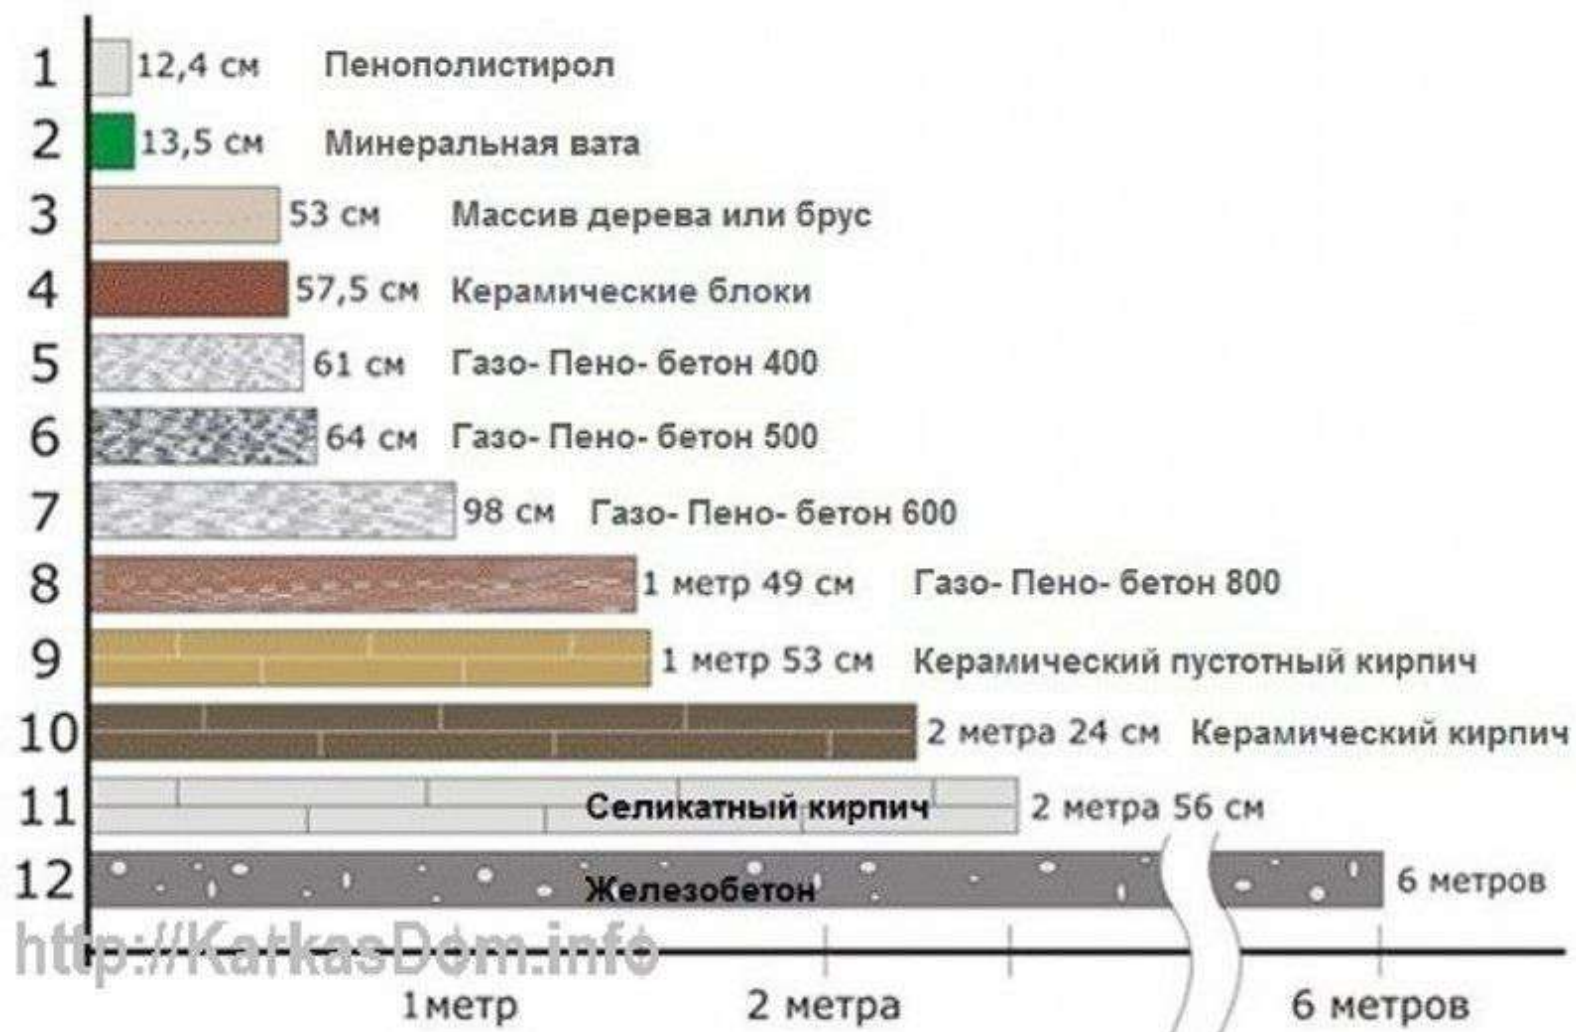 1 12,4 см Пенополистирол
2 13,5 см Минеральная вата
3 53 см Массив дерева или брус
4 57,5 см Керамические блоки
5 61 см Газо- Пено- бетон 400
6 64 см Газо- Пено- бетон 500
7 98 см Газо- Пено- бетон 600
8 1 метр 49 см Газо- Пено- бетон 800
9 1 метр 53 см Керамический пустотный кирпич
10 2 метра 24 см Керамический кирпич
11 Селикатный кирпич 2 метра 56 см
12 Железобетон 6 метров
http://KarkasDom.info
1метр 2 метра 6 метров